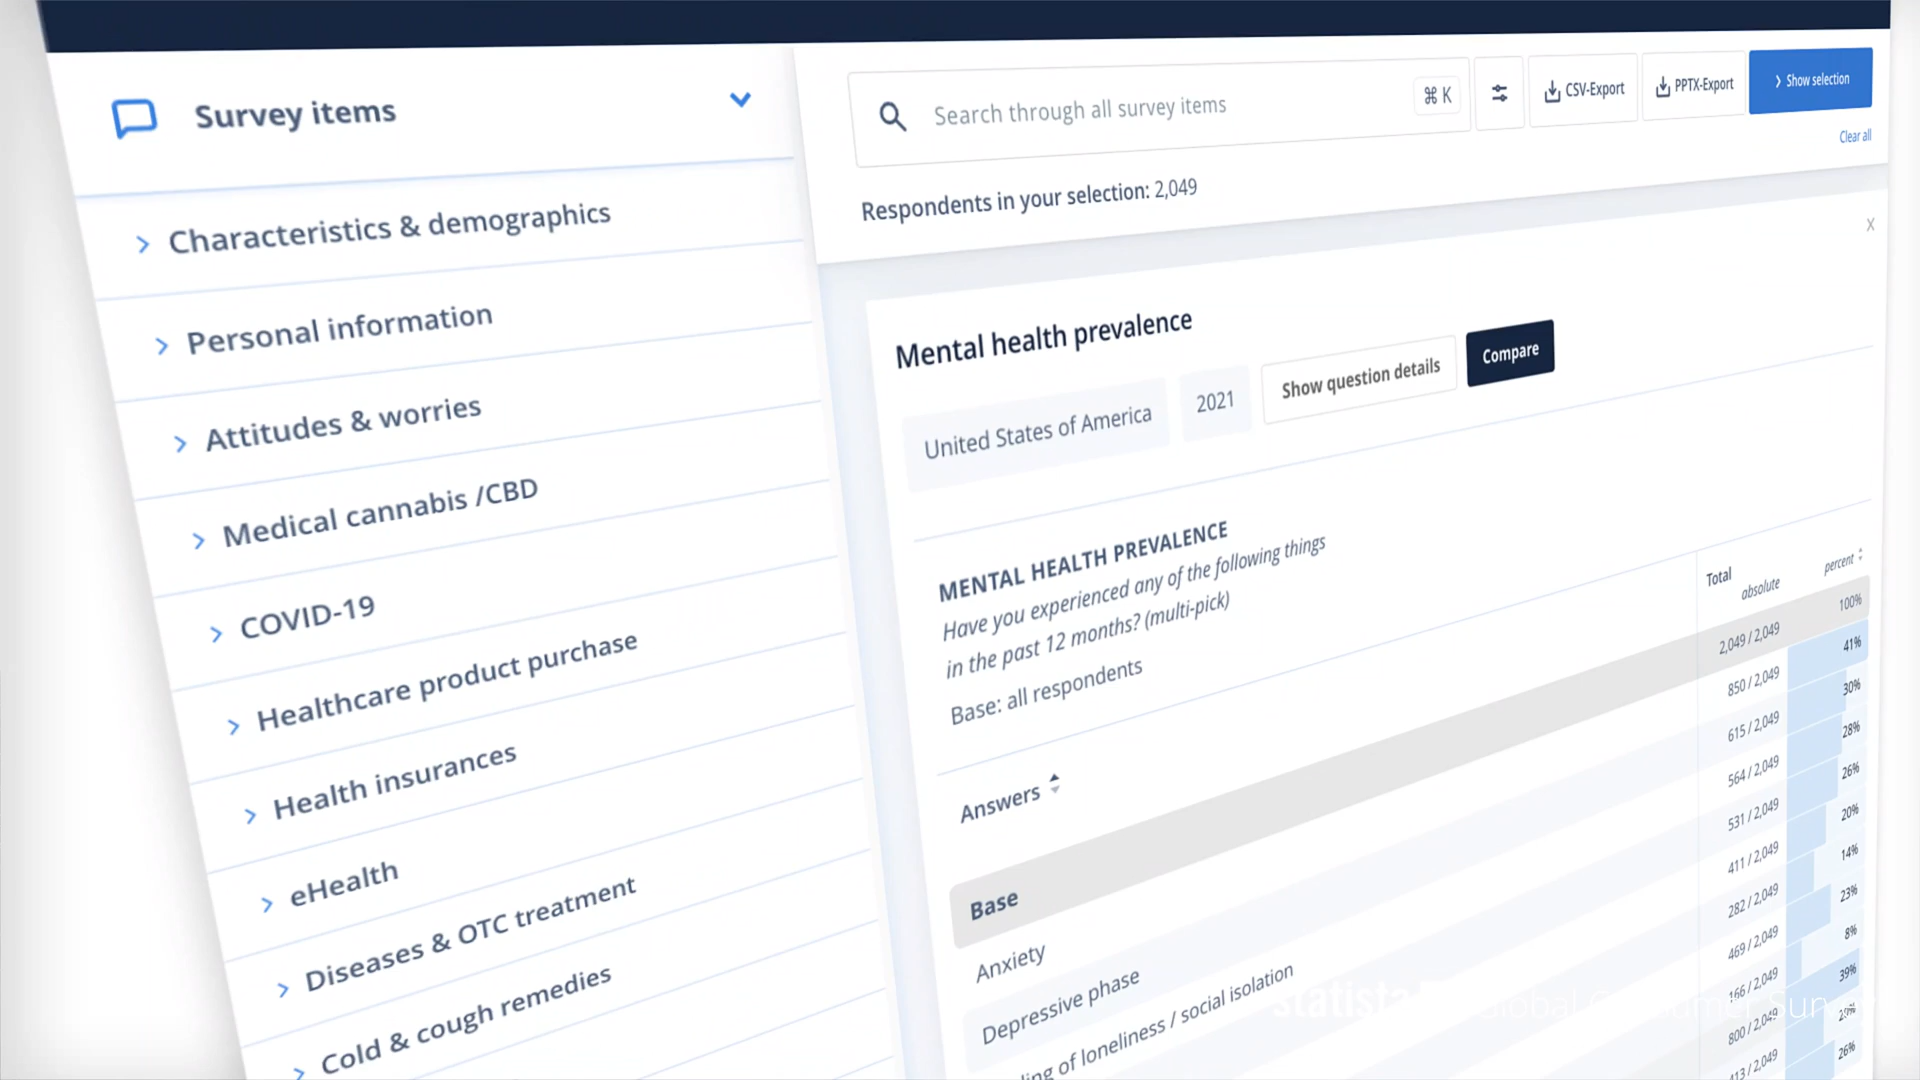 Survey items
Characteristics & demographics
Personal information
Attitudes & worries
Medical cannabis /CBD
COVID-19
Healthcare product purchase
Health insurances
eHealth
Diseases & OTC treatment
Cold & cough remedies
Search through all survey items
⌘ K
CSV-Export
PPTX-Export
Show selection
Clear all
Respondents in your selection: 2,049
X
Mental health prevalence
United States of America
2021
Show question details
Compare
MENTAL HEALTH PREVALENCE
Have you experienced any of the following things
in the past 12 months? (multi-pick)
Base: all respondents
Total
absolute percent
Answers
Base 2,049 / 2,049 100%
Anxiety 850 / 2,049 41%
Depressive phase 615 / 2,049 30%
of loneliness / social isolation 564 / 2,049 28%
531 / 2,049 26%
411 / 2,049 20%
282 / 2,049 14%
469 / 2,049 23%
166 / 2,049 8%
800 / 2,049 39%
26%
statista